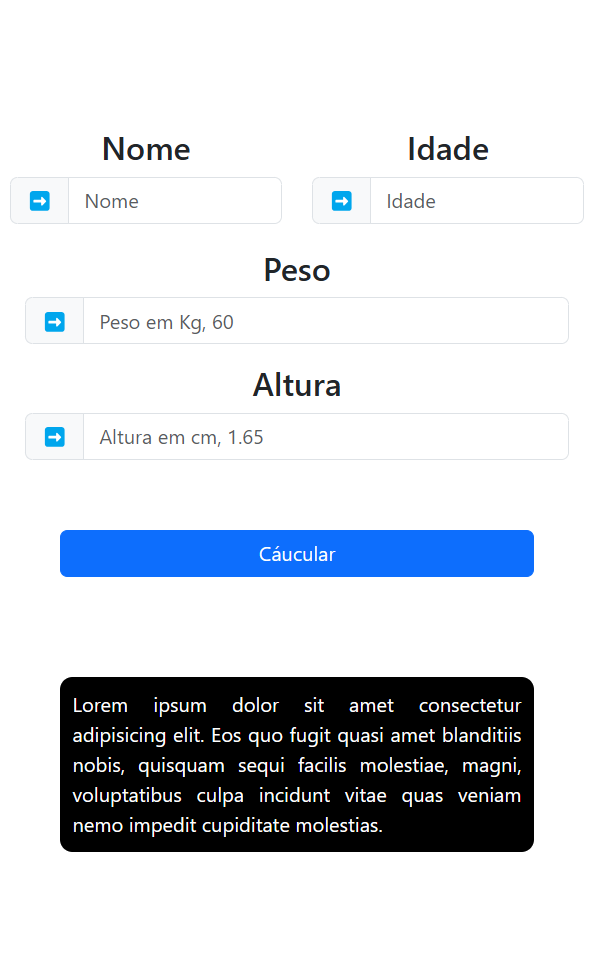 Nome
Idade
Nome
Idade
Peso
Peso em Kg, 60
Altura
Altura em cm, 1.65
Cáucular
Lorem ipsum dolor sit amet consectetur
adipisicing elit. Eos quo fugit quasi amet blanditiis
nobis, quisquam sequi facilis molestiae, magni,
voluptatibus culpa incidunt vitae quas veniam
nemo impedit cupiditate molestias.